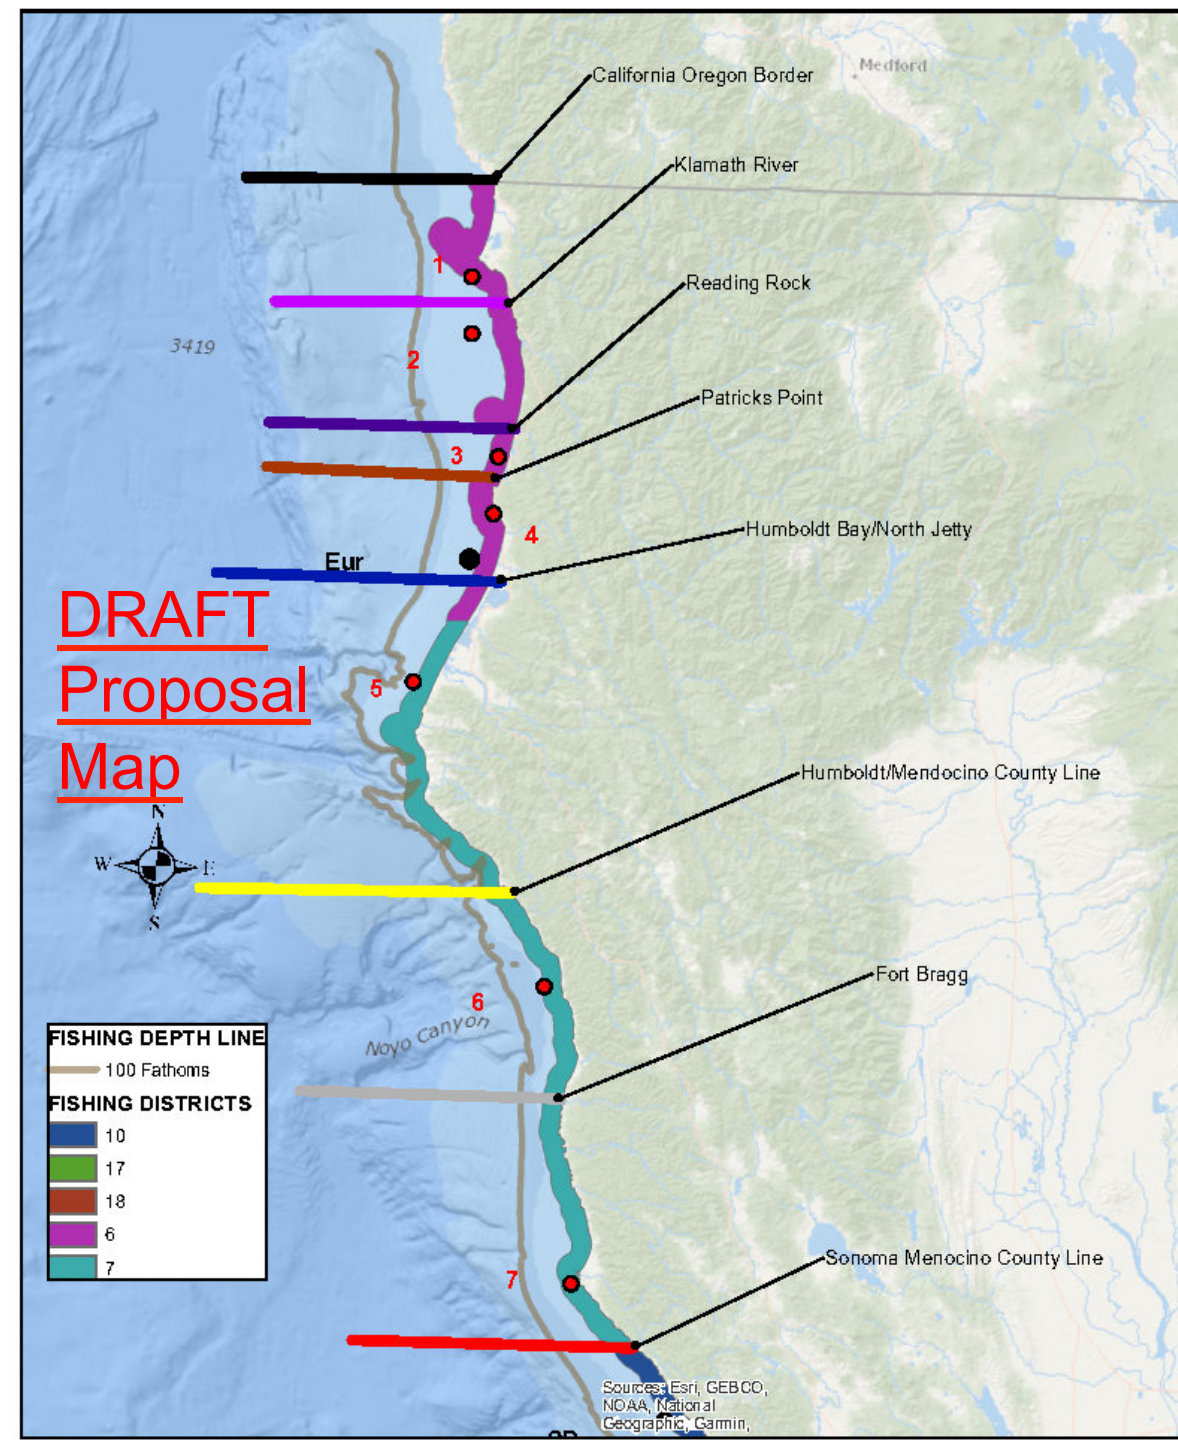 California Oregon Border
Medford
Klamath River
1
Reading Rock
3419
2
Patricks Point
3
4
Humboldt Bay/North Jetty
Eur
DRAFT
Proposal
Map
5
Humboldt/Mendocino County Line
N
W E
S
Fort Bragg
6
Noyo Canyon
FISHING DEPTH LINE
100 Fathoms
FISHING DISTRICTS
10
17
18
6
7
7
Sonoma Menocino County Line
Sources: Esri, GEBCO,
NOAA, National
Geographic, Garmin,